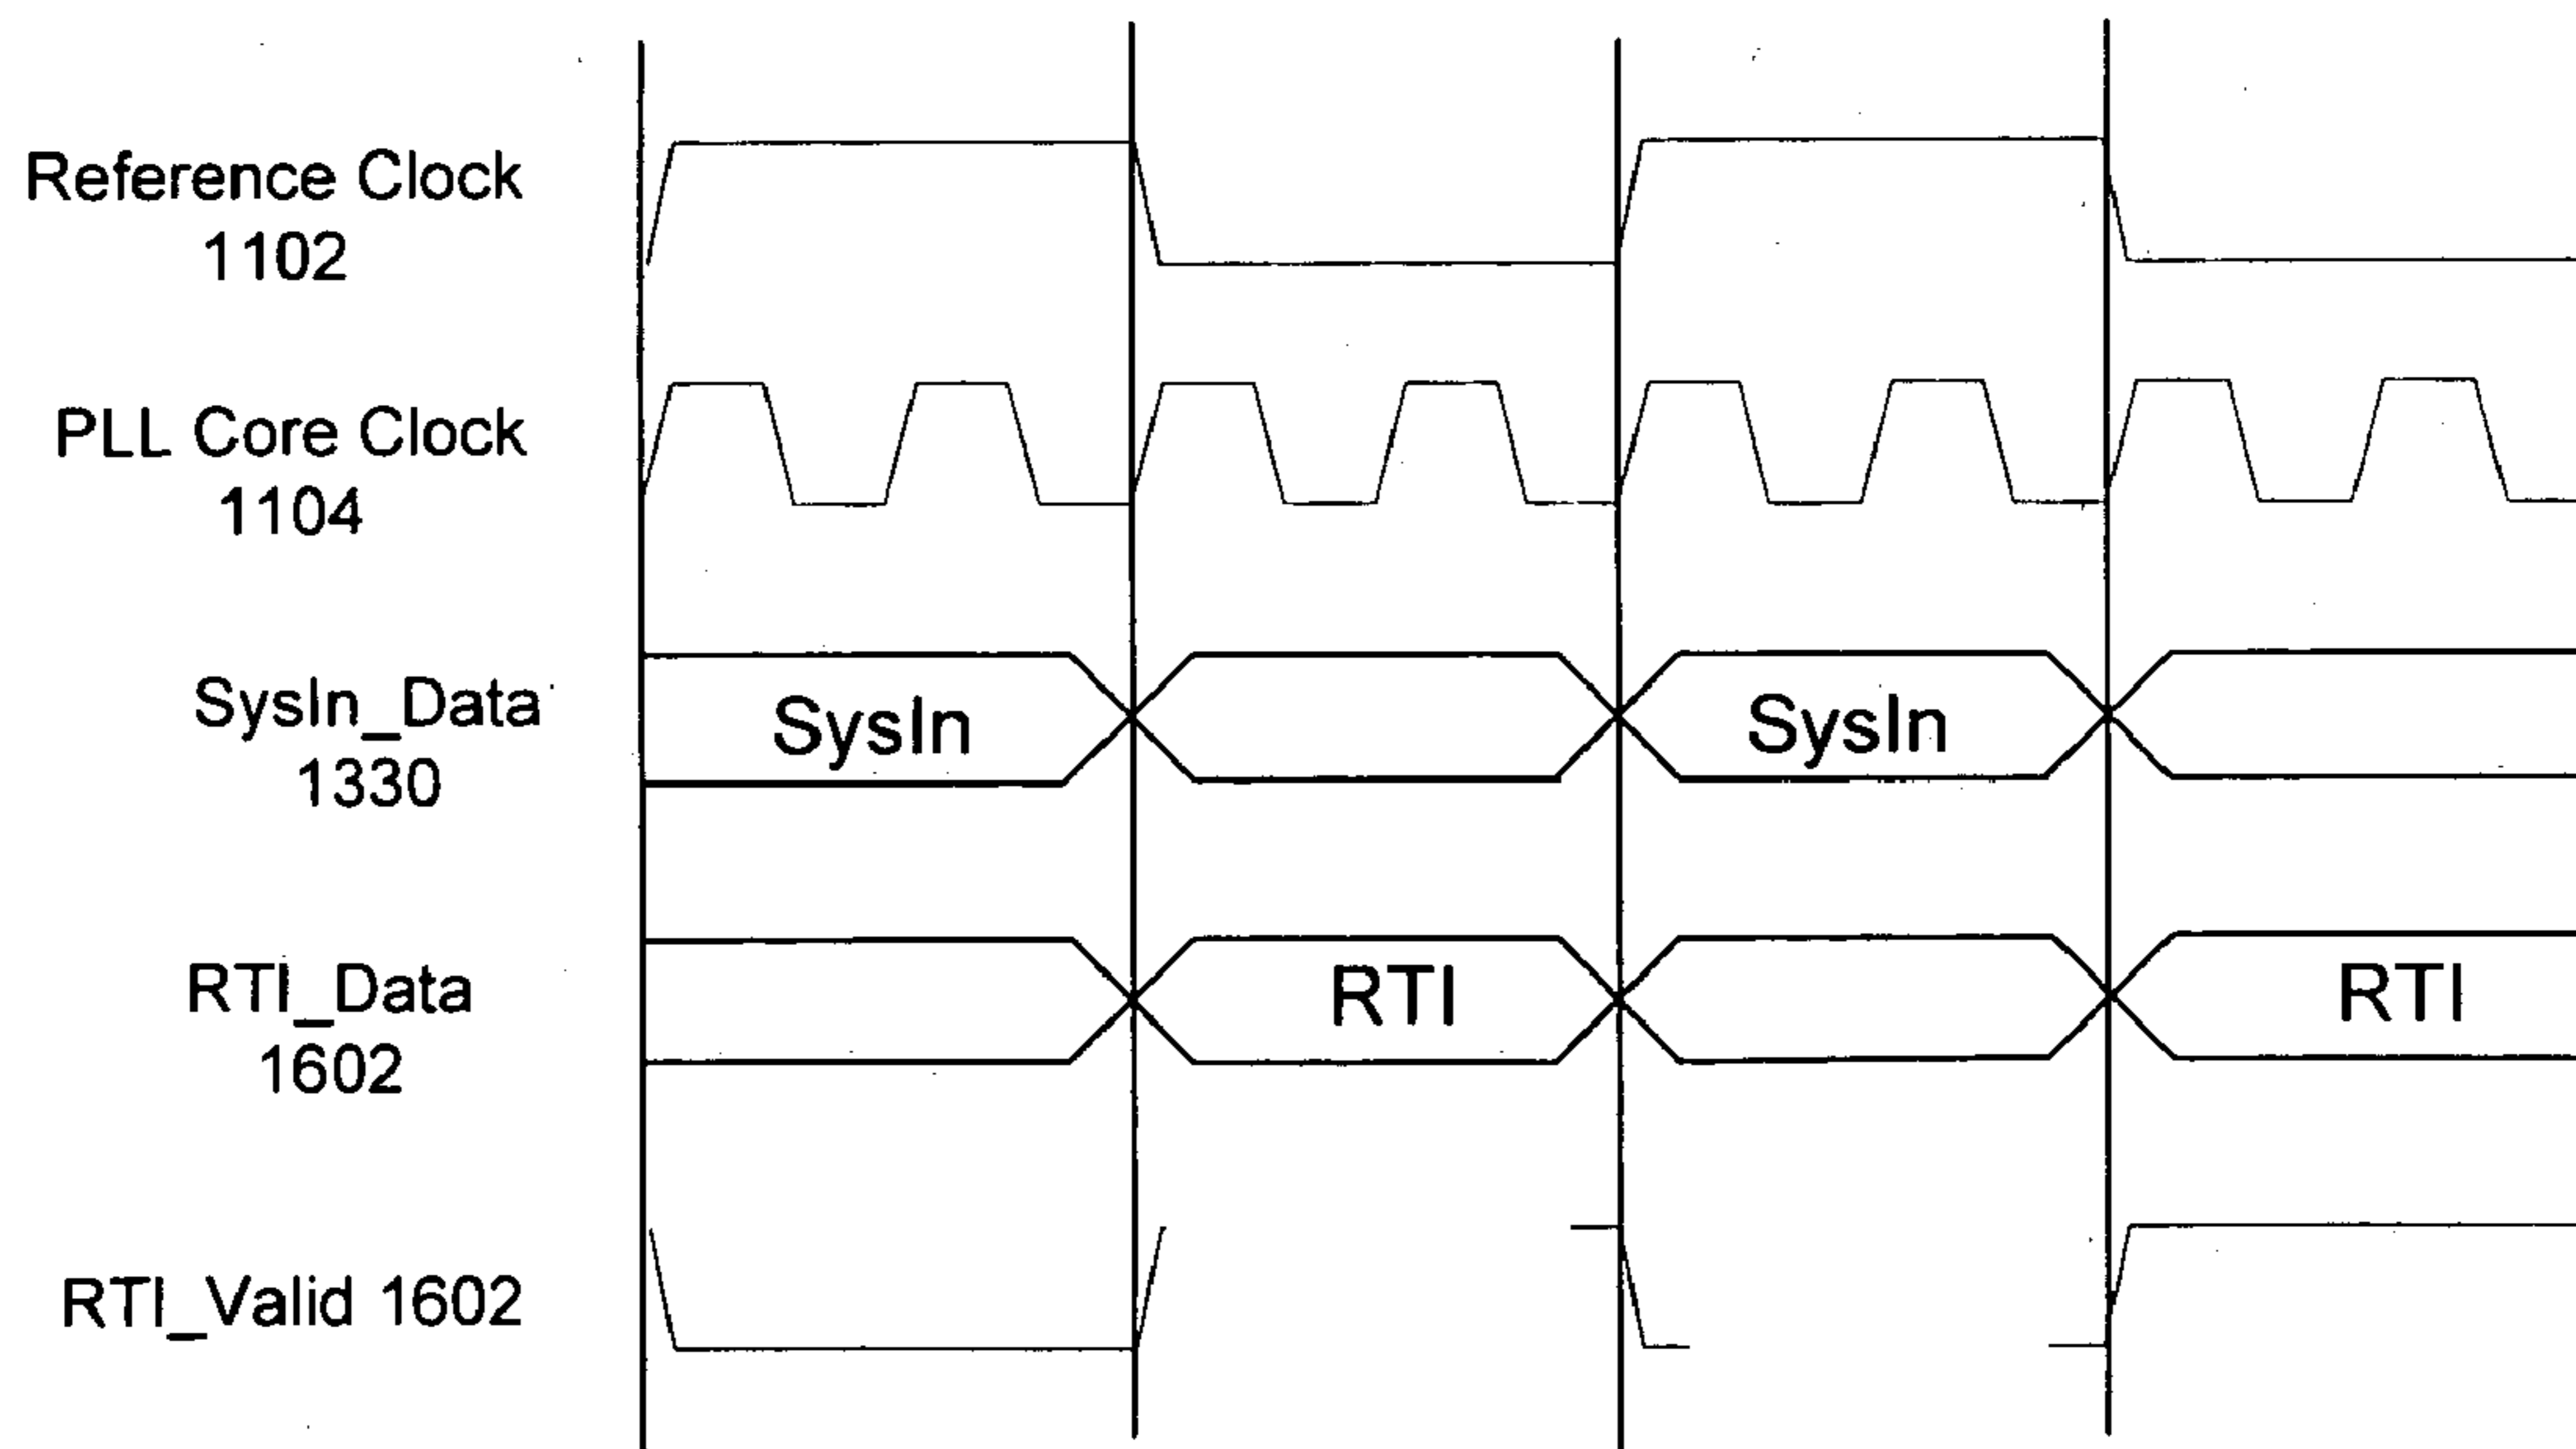 Reference Clock
1102
PLL Core Clock
1104
SysIn_Data
1330
SysIn
SysIn
RTI_Data
1602
RTI
RTI
RTI_Valid 1602